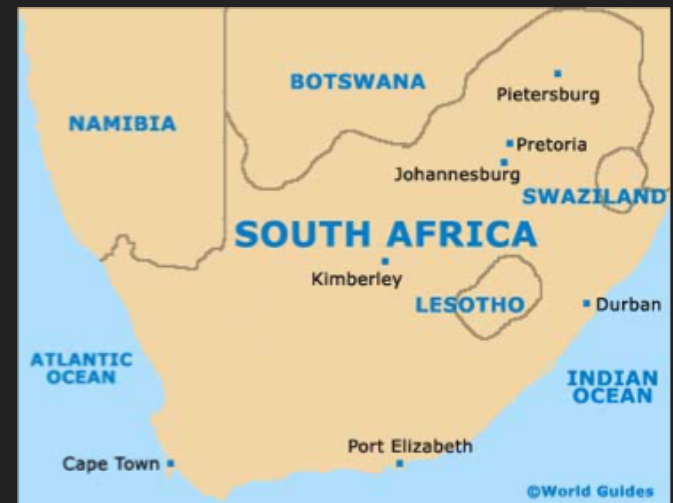 BOTSWANA
Pietersburg
NAMIBIA
Pretoria
Johannesburg
SWAZILAND
SOUTH AFRICA
Kimberley
LESOTHO
Durban
ATLANTIC
OCEAN
INDIAN
OCEAN
Port Elizabeth
Cape Town
©World Guides